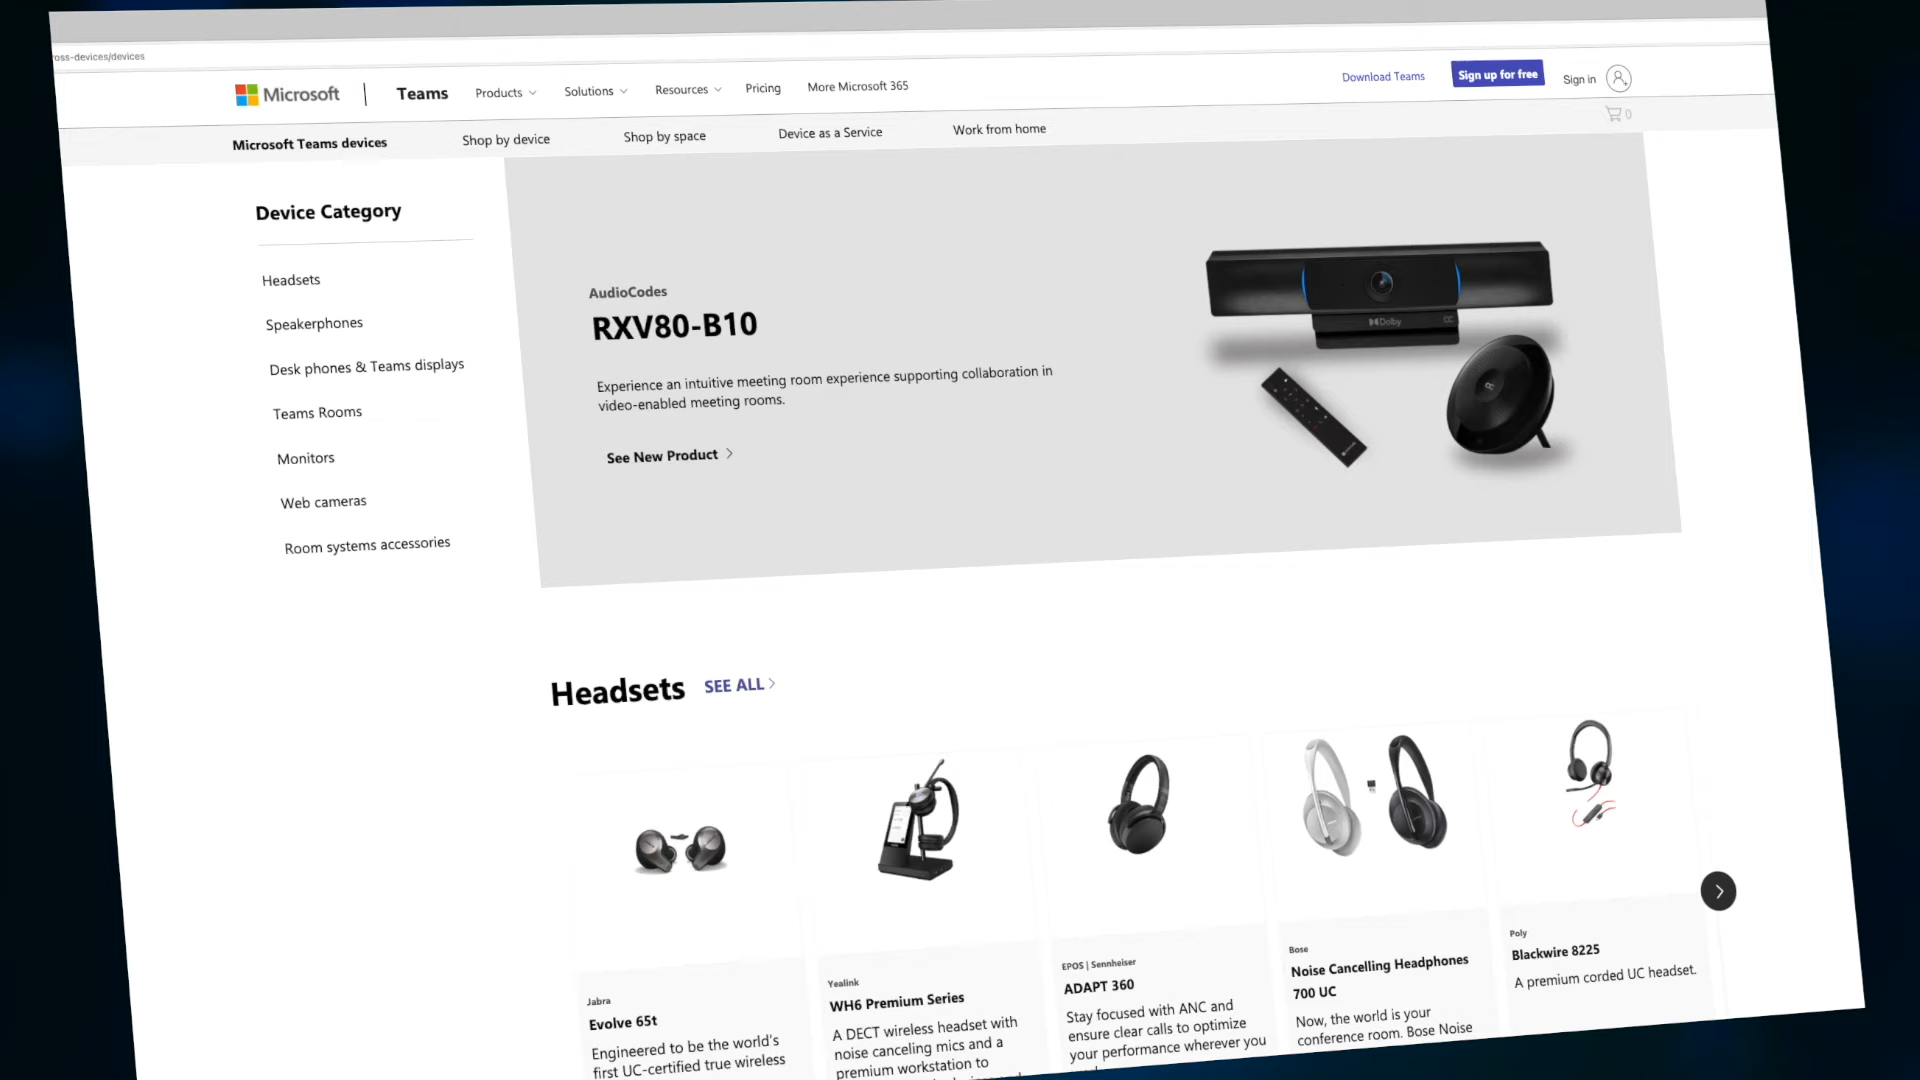 oss-devices/devices
Microsoft
Teams
Products
Solutions
Resources
Pricing
More Microsoft 365
Download Teams
Sign up for free
Sign in
Microsoft Teams devices
Shop by device
Shop by space
Device as a Service
Work from home
0
Device Category
Headsets
Speakerphones
Desk phones & Teams displays
Teams Rooms
Monitors
Web cameras
Room systems accessories
AudioCodes
RXV80-B10
Experience an intuitive meeting room experience supporting collaboration in
video-enabled meeting rooms.
See New Product
Dolby
Headsets
SEE ALL
Jabra
Evolve 65t
Engineered to be the world's
first UC-certified true wireless
Yealink
WH6 Premium Series
A DECT wireless headset with
noise canceling mics and a
premium workstation to
EPOS | Sennheiser
ADAPT 360
Stay focused with ANC and
ensure clear calls to optimize
your performance wherever you
Bose
Noise Cancelling Headphones
700 UC
Now, the world is your
conference room. Bose Noise
Poly
Blackwire 8225
A premium corded UC headset.